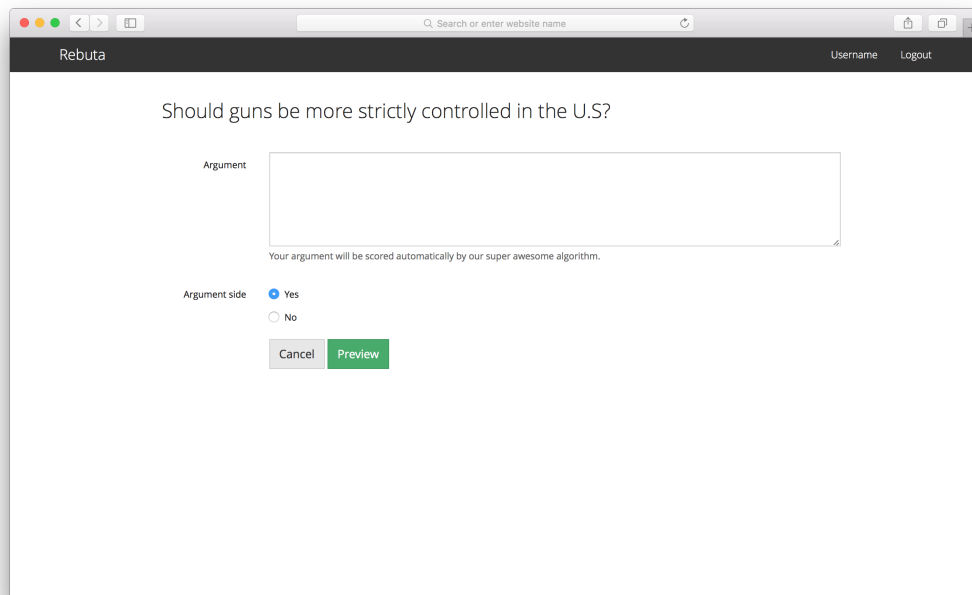 Search or enter website name
Rebuta
Username
Logout
Should guns be more strictly controlled in the U.S?
Argument
Your argument will be scored automatically by our super awesome algorithm.
Argument side
Yes
No
Cancel
Preview